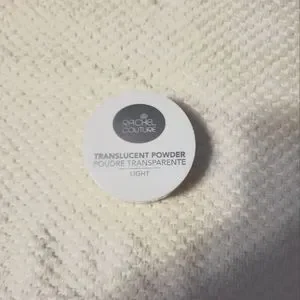 RACHEL
COUTURE
TRANSLUCENT POWDER
POUDRE TRANSPARENTE
LIGHT